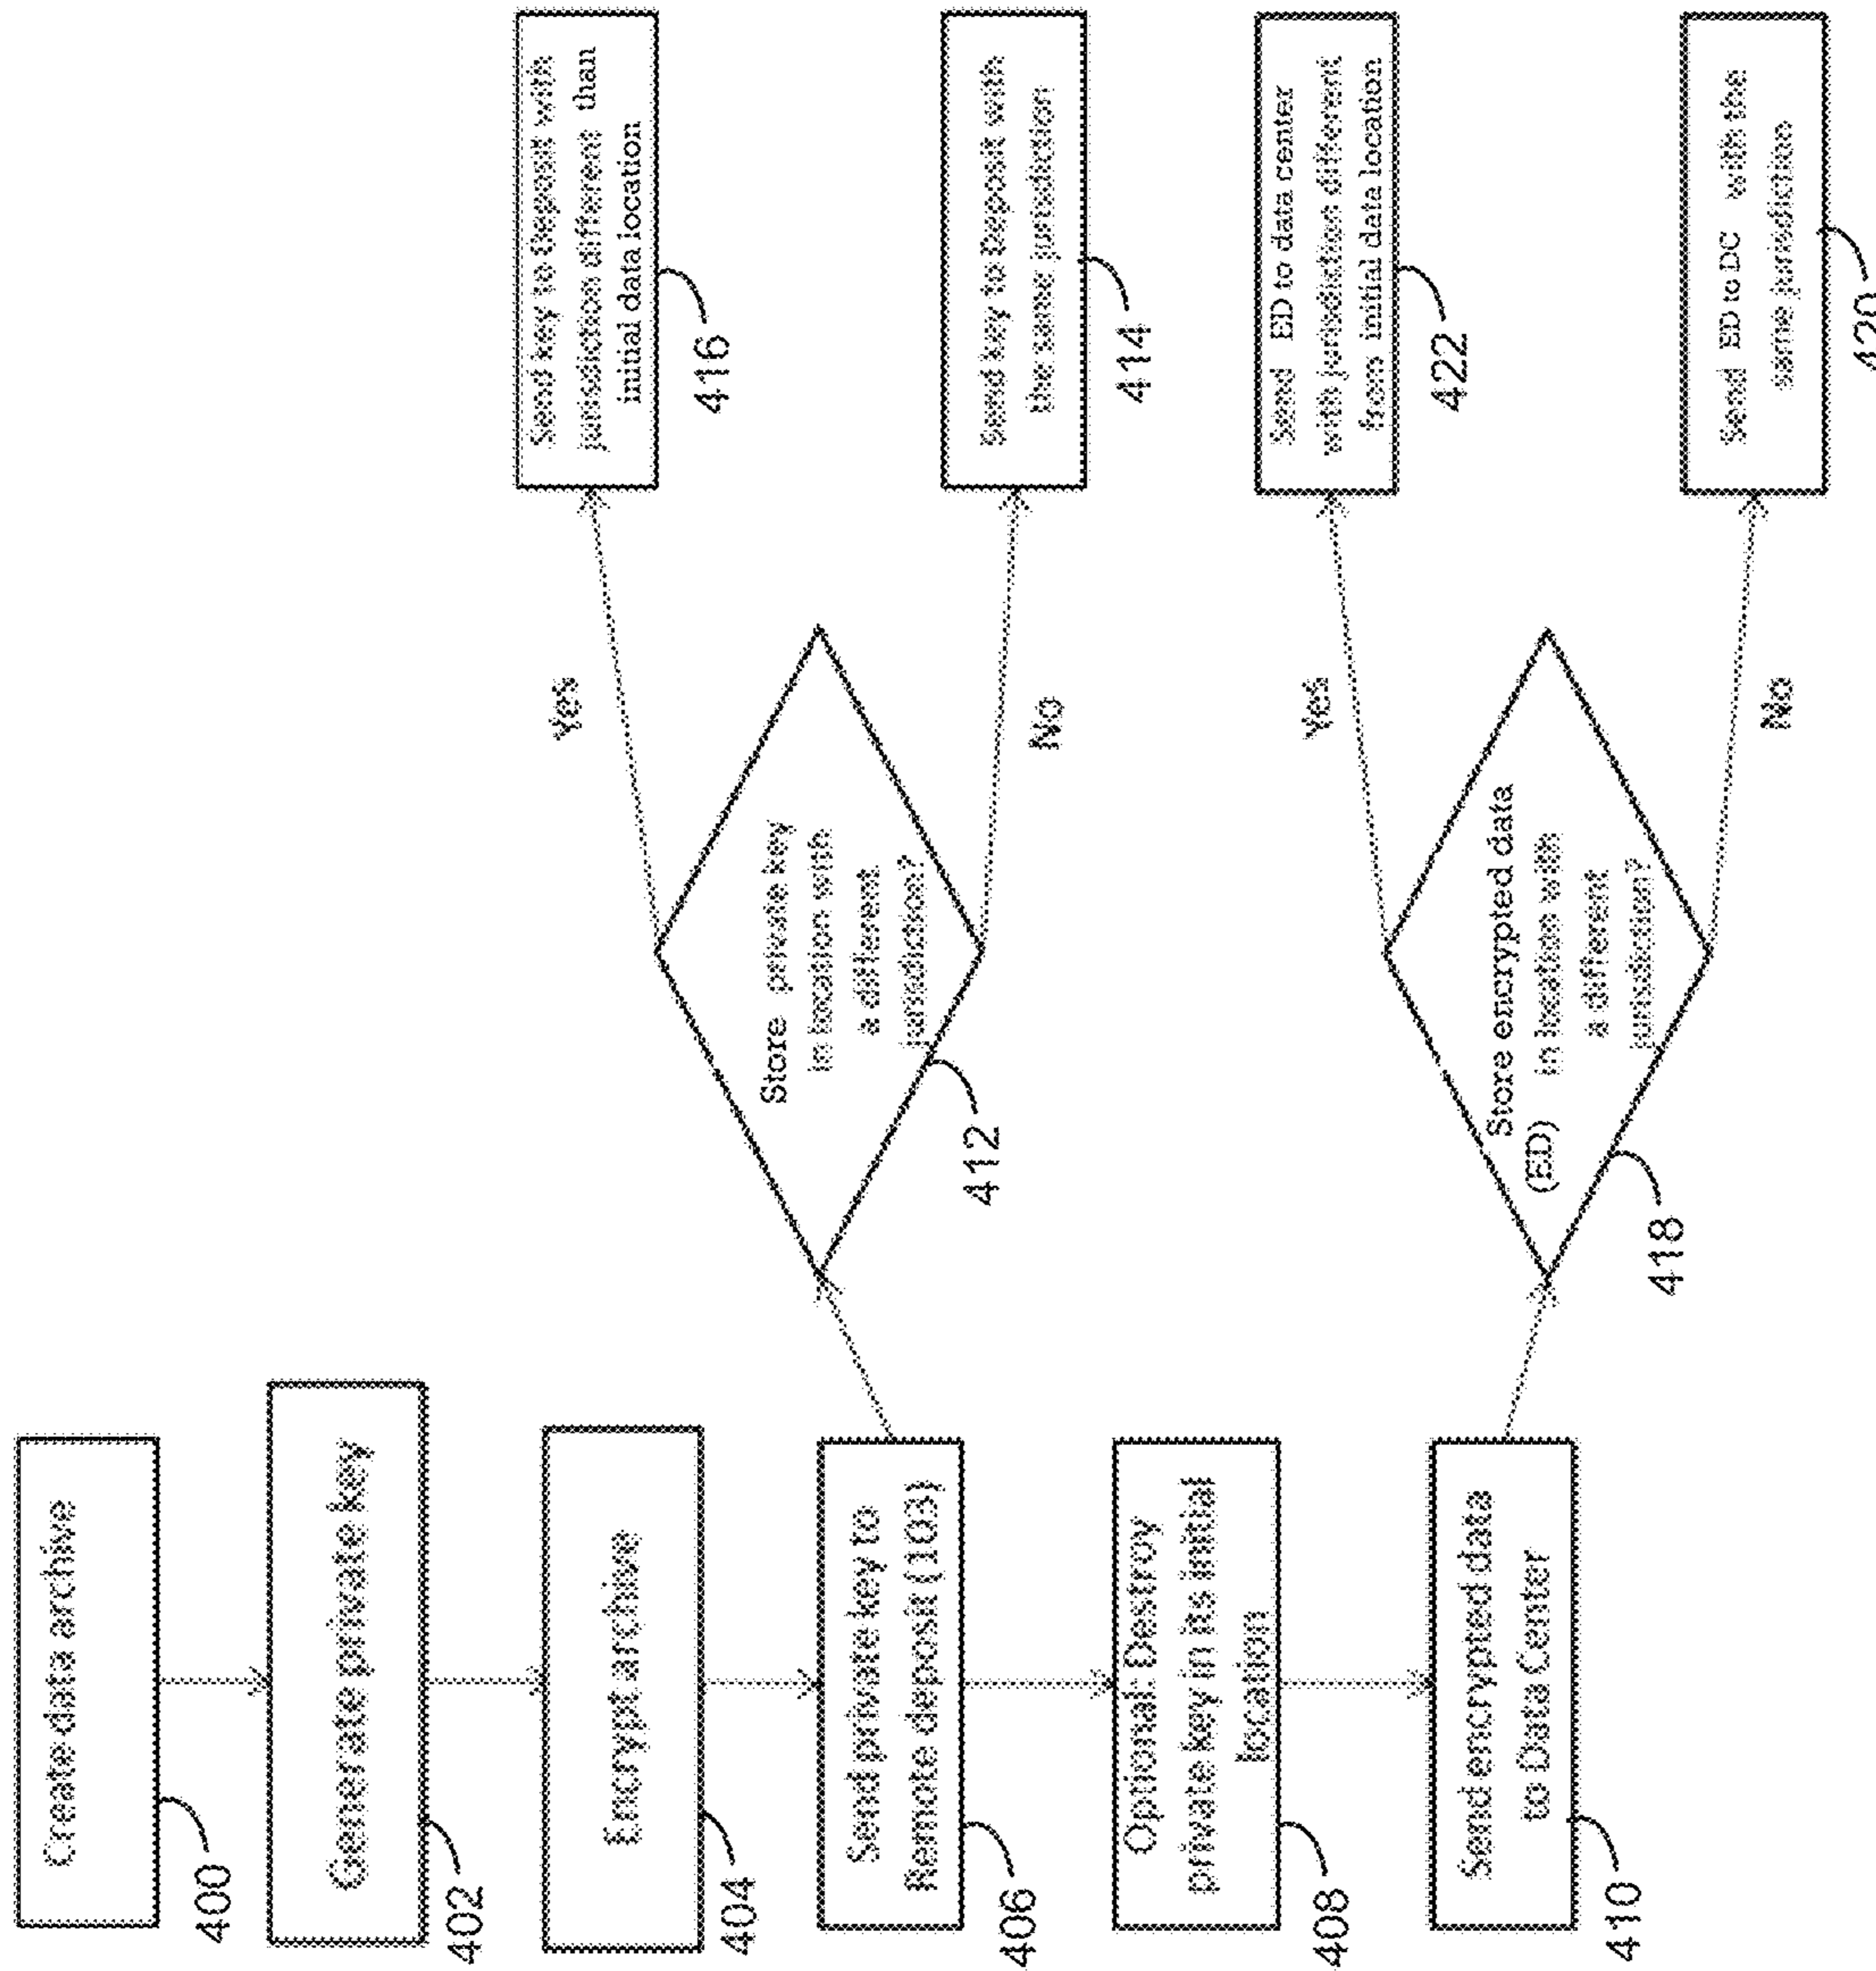 Create data archive
400
Generate private key
402
Encrypt archive
404
Send private key to
Remote deposit (103)
406
Optional: Destroy
private key in its initial
location
408
Send encrypted data
to Data Center
410
Store private key
in location with
a different
jurisdiction?
412
Yes
Send key to Deposit with
jurisdiction different than
initial data location
416
No
Send key to Deposit with
the same jurisdiction
414
Store encrypted data
(ED) in location with
a different
jurisdiction?
418
Yes
Send ED to data center
with jurisdiction different
from initial data location
422
No
Send ED to DC with the
same jurisdiction
420